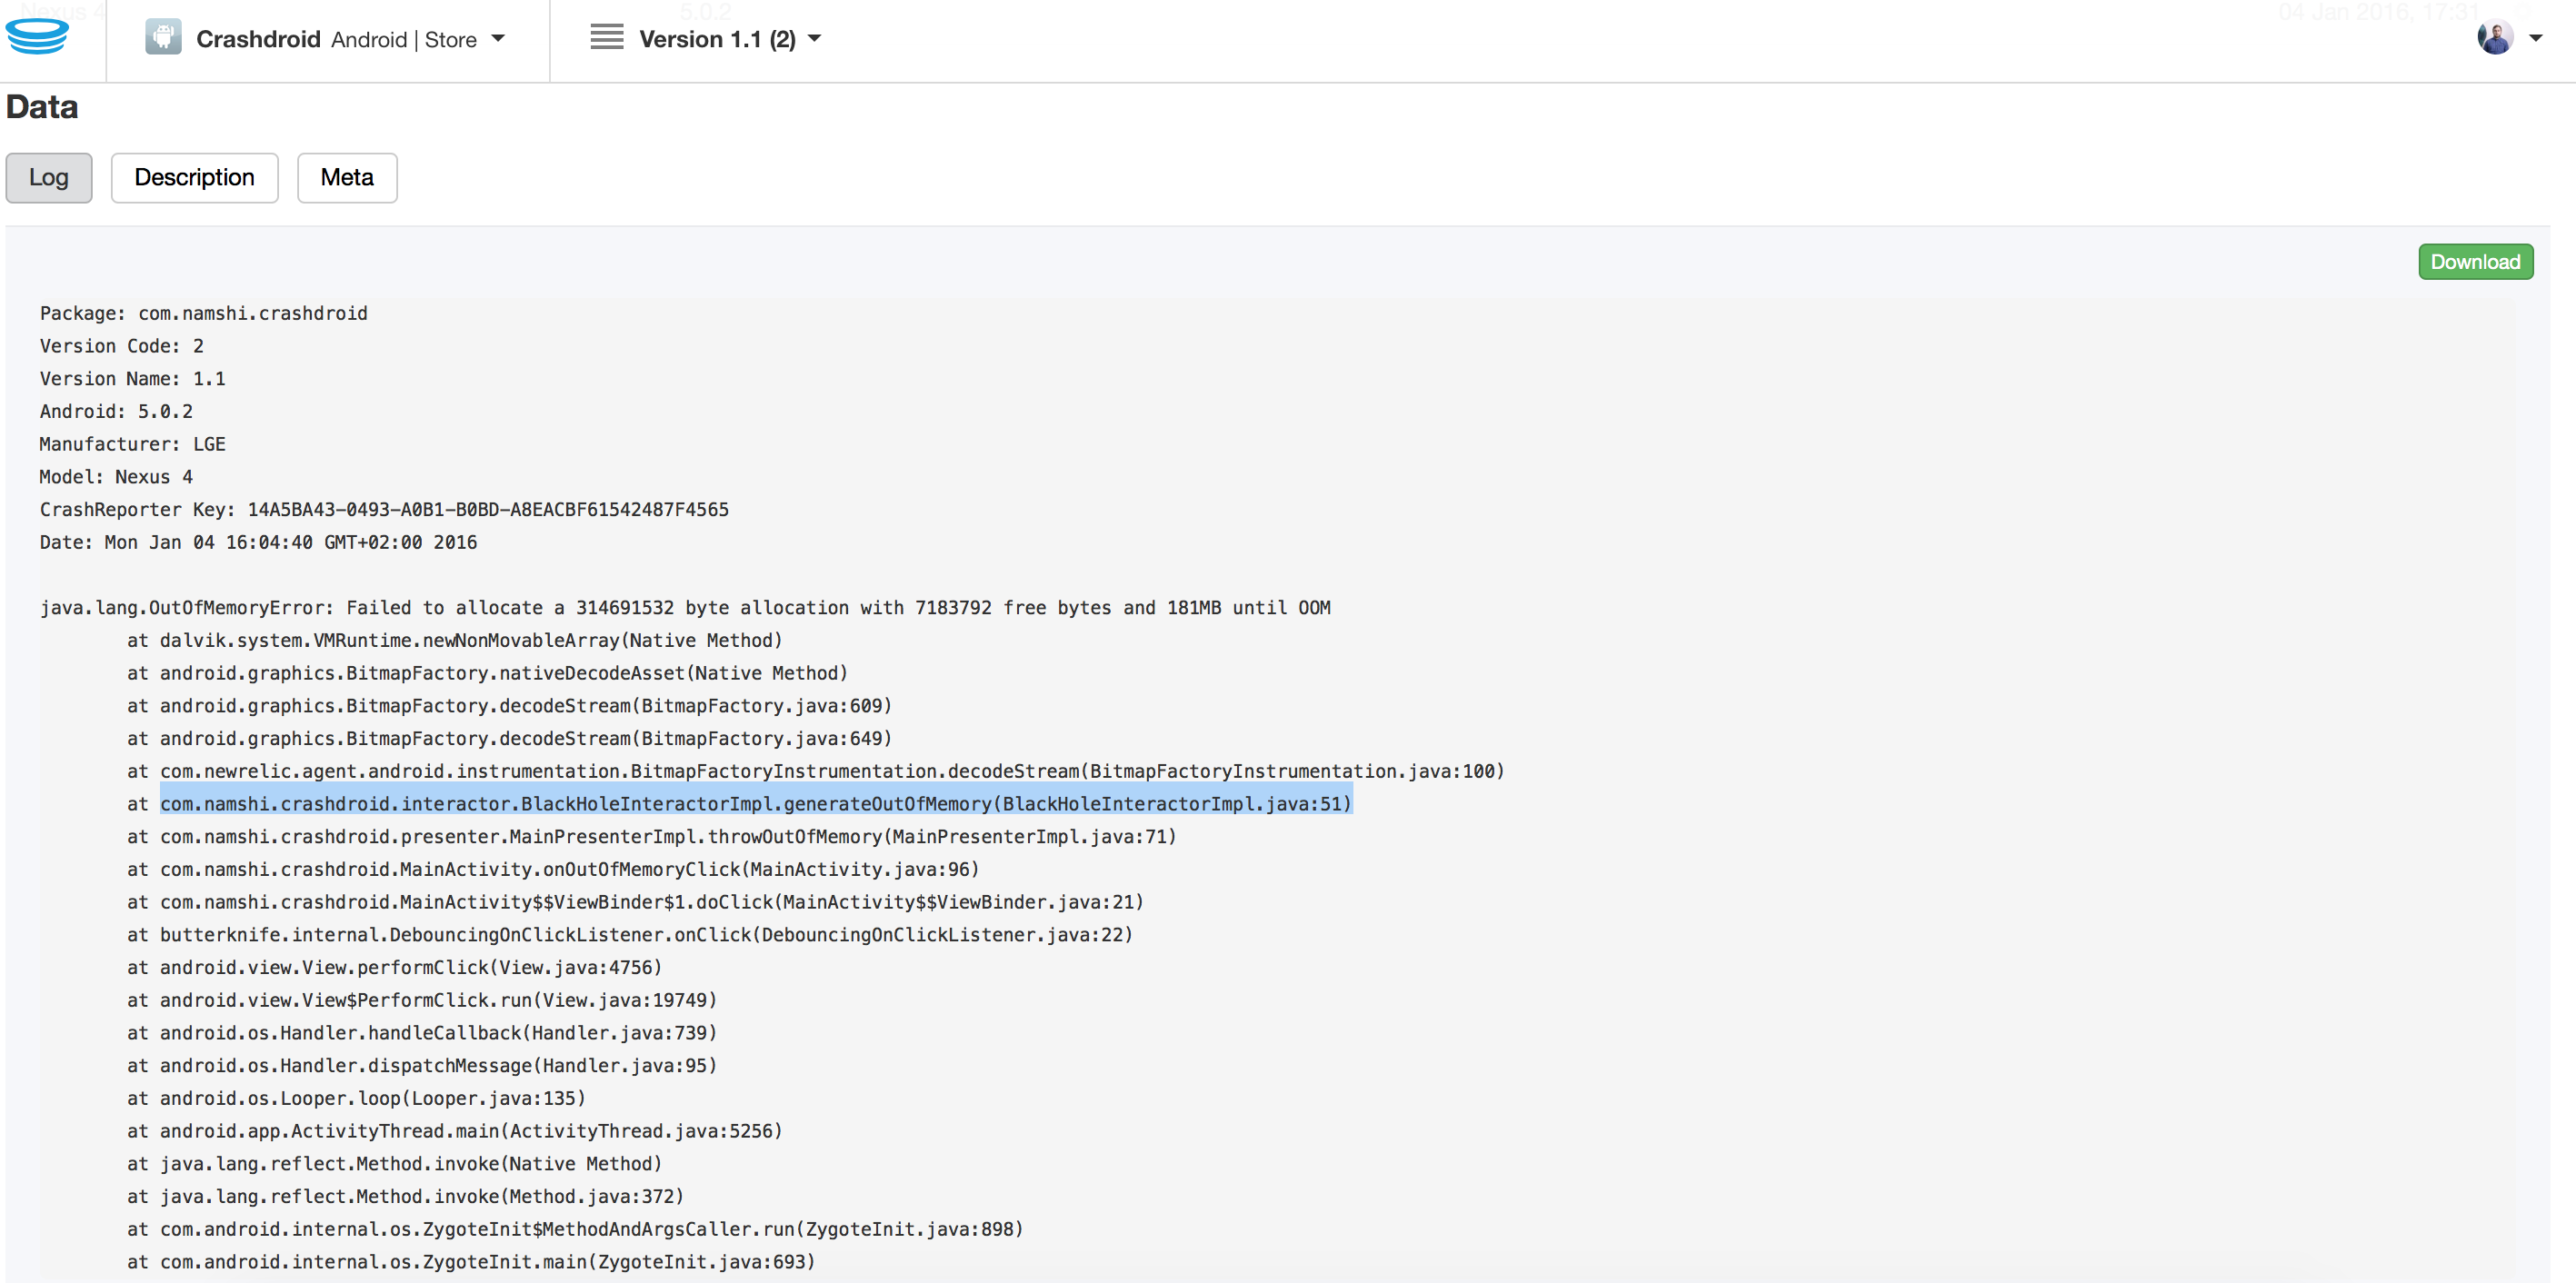 Nexus 4 5.0.2 04 Jan 2016, 17:31
Crashdroid Android | Store Version 1.1 (2)
Data
Log Description Meta
Download
Package: com.namshi.crashdroid
Version Code: 2
Version Name: 1.1
Android: 5.0.2
Manufacturer: LGE
Model: Nexus 4
CrashReporter Key: 14A5BA43-0493-A0B1-B0BD-A8EACBF61542487F4565
Date: Mon Jan 04 16:04:40 GMT+02:00 2016
java.lang.OutOfMemoryError: Failed to allocate a 314691532 byte allocation with 7183792 free bytes and 181MB until OOM
at dalvik.system.VMRuntime.newNonMovableArray(Native Method)
at android.graphics.BitmapFactory.nativeDecodeAsset(Native Method)
at android.graphics.BitmapFactory.decodeStream(BitmapFactory.java:609)
at android.graphics.BitmapFactory.decodeStream(BitmapFactory.java:649)
at com.newrelic.agent.android.instrumentation.BitmapFactoryInstrumentation.decodeStream(BitmapFactoryInstrumentation.java:100)
at com.namshi.crashdroid.interactor.BlackHoleInteractorImpl.generateOutOfMemory(BlackHoleInteractorImpl.java:51)
at com.namshi.crashdroid.presenter.MainPresenterImpl.throwOutOfMemory(MainPresenterImpl.java:71)
at com.namshi.crashdroid.MainActivity.onOutOfMemoryClick(MainActivity.java:96)
at com.namshi.crashdroid.MainActivity$$ViewBinder$1.doClick(MainActivity$$ViewBinder.java:21)
at butterknife.internal.DebouncingOnClickListener.onClick(DebouncingOnClickListener.java:22)
at android.view.View.performClick(View.java:4756)
at android.view.View$PerformClick.run(View.java:19749)
at android.os.Handler.handleCallback(Handler.java:739)
at android.os.Handler.dispatchMessage(Handler.java:95)
at android.os.Looper.loop(Looper.java:135)
at android.app.ActivityThread.main(ActivityThread.java:5256)
at java.lang.reflect.Method.invoke(Native Method)
at java.lang.reflect.Method.invoke(Method.java:372)
at com.android.internal.os.ZygoteInit$MethodAndArgsCaller.run(ZygoteInit.java:898)
at com.android.internal.os.ZygoteInit.main(ZygoteInit.java:693)